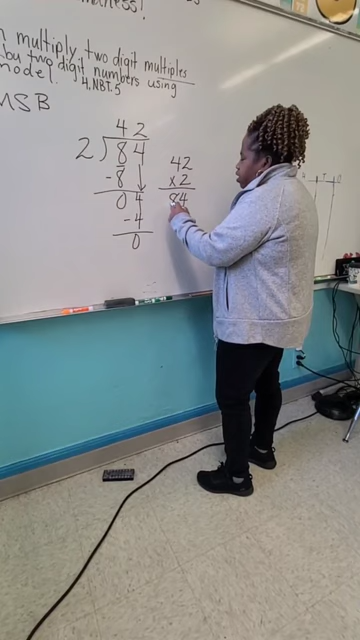 multiply two digit multiples
by two digit numbers using
model. 4.NBT.5
MSB
42
2 84
-8
04
-4
0
42
x2
84